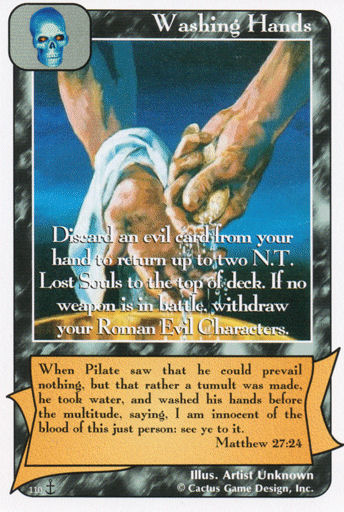 Washing Hands
Discard an evil card from your
hand to return up to two N.T.
Lost Souls to the top of deck. If no
weapon is in battle, withdraw
your Roman Evil Characters.
When Pilate saw that he could prevail
nothing, but that rather a tumult was made,
he took water, and washed his hands before
the multitude, saying, I am innocent of the
blood of this just person: see ye to it.
Matthew 27:24
Illus. Artist Unknown
110
© Cactus Game Design, Inc.